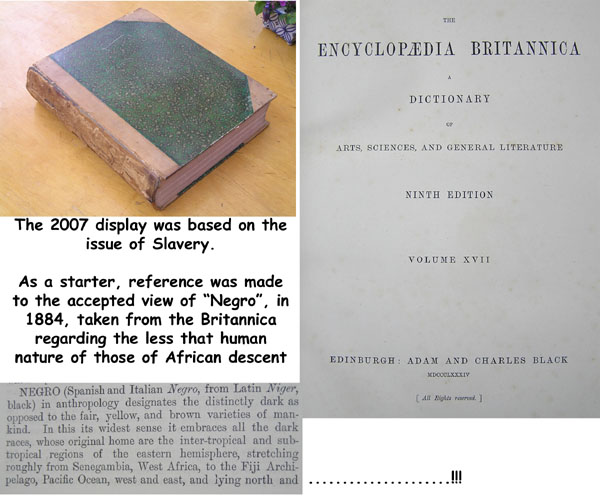 The 2007 display was based on the
issue of Slavery.
As a starter, reference was made
to the accepted view of “Negro”, in
1884, taken from the Britannica
regarding the less that human
nature of those of African descent
NEGRO (Spanish and Italian Negro, from Latin Niger,
black) in anthropology designates the distinctly dark as
opposed to the fair, yellow, and brown varieties of man-
kind. In this its widest sense it embraces all the dark
races, whose original home are the inter-tropical and sub-
tropical regions of the eastern hemisphere, stretching
roughly from Senegambia, West Africa, to the Fiji Archi-
pelago, Pacific Ocean, west and east, and lying north and
THE
ENCYCLOPÆDIA BRITANNICA
A
DICTIONARY
OF
ARTS, SCIENCES, AND GENERAL LITERATURE
NINTH EDITION
VOLUME XVII
EDINBURGH: ADAM AND CHARLES BLACK
MDCCCLXXXIV
[ All Rights reserved. ]
.....................!!!